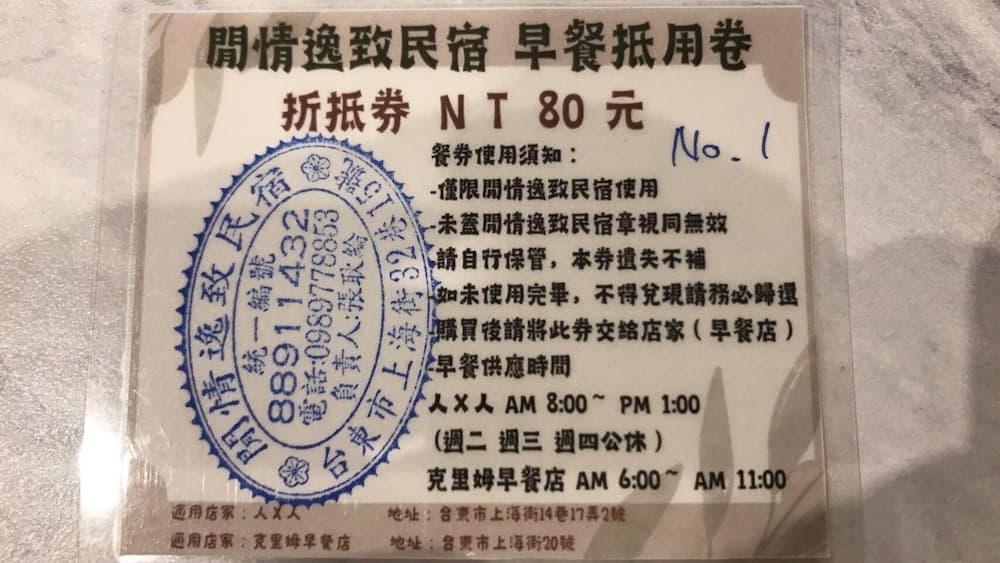 閒情逸致民宿 早餐抵用卷
折抵券 NT 80 元
No. 1
餐券使用須知：
-僅限閒情逸致民宿使用
-未蓋閒情逸致民宿章視同無效
-請自行保管，本券遺失不補
-如未使用完畢，不得兌現請務必歸還
-購買後請將此券交給店家（早餐店）
-早餐供應時間
人X人 AM 8:00~ PM 1:00
(週二 週三 週四公休)
克里姆早餐店 AM 6:00~ AM 11:00
適用店家：人X人 地址：台東市上海街14巷17弄2號
適用店家：克里姆早餐店 地址：台東市上海街20號
閒情逸致民宿
統一編號
88911432
電話:0989778853
負責人:張耿綸
台東市上海街32巷15號